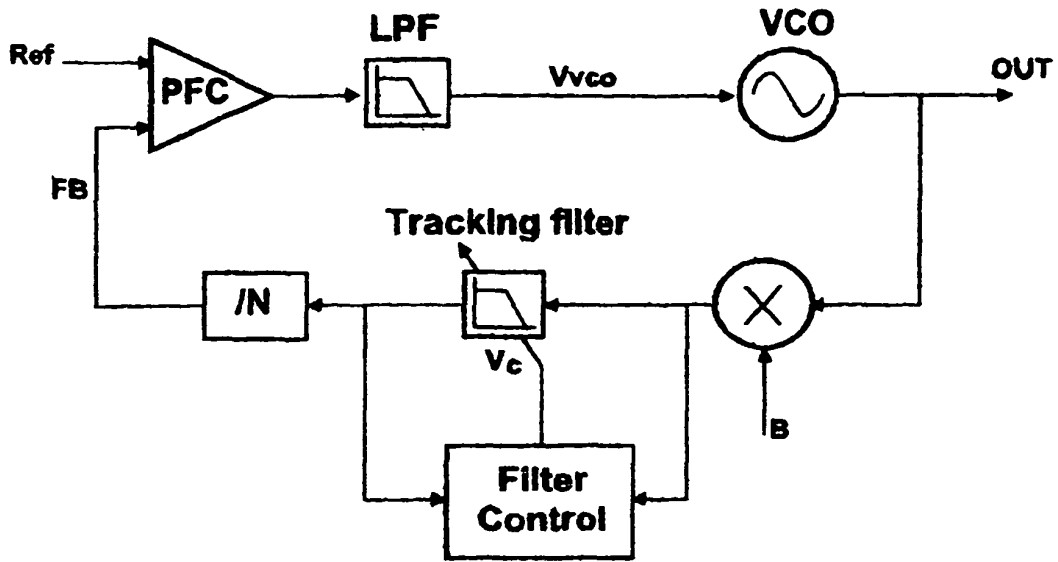 LPF
VCO
Ref
PFC
Vvco
OUT
FB
Tracking filter
/N
Vc
B
Filter
Control